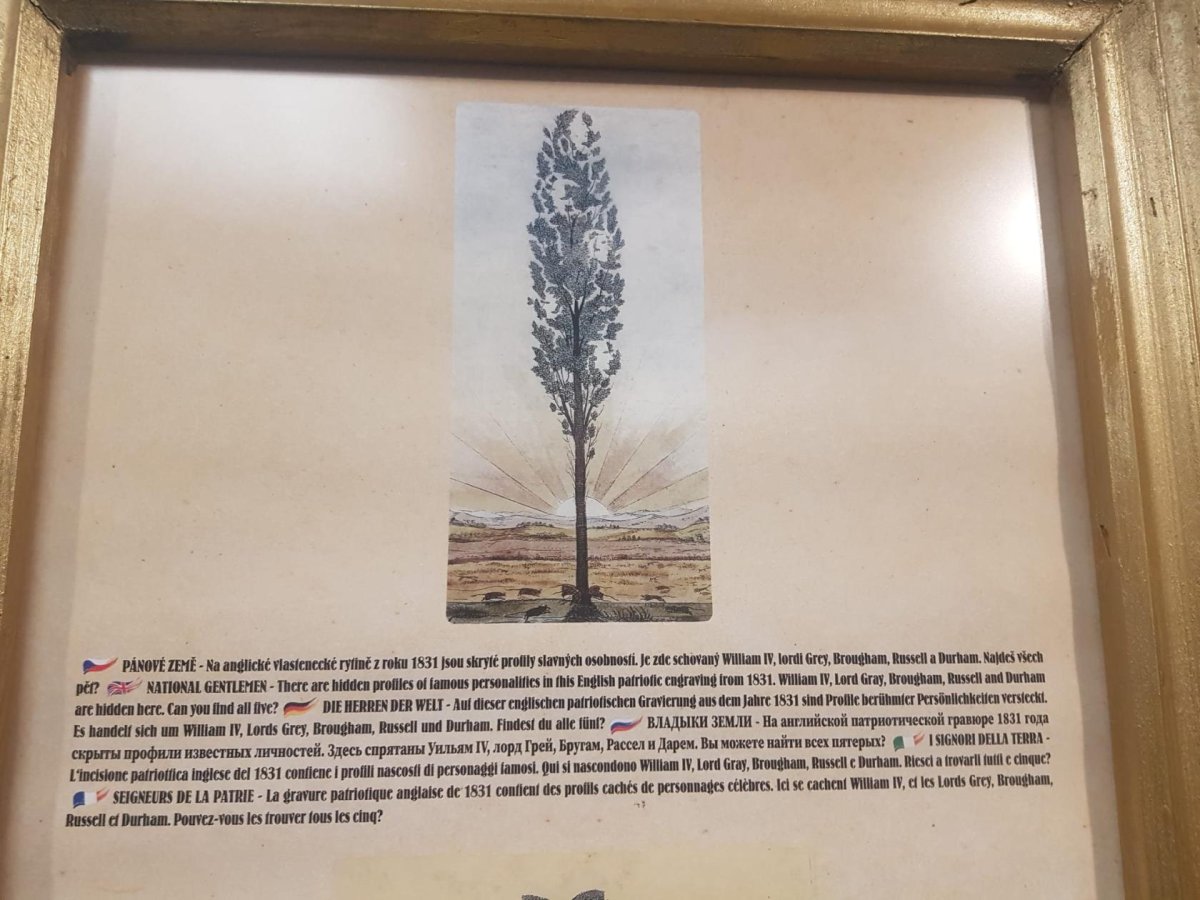 PÁNOVÉ ZEMĚ - Na anglické vlastenecké rytině z roku 1831 jsou skryté profily slavných osobností. Je zde schovaný William IV, lordi Grey, Brougham, Russell a Durham. Najdeš všech
pět? NATIONAL GENTLEMEN - There are hidden profiles of famous personalities in this English patriotic engraving from 1831. William IV, Lord Gray, Brougham, Russell and Durham
are hidden here. Can you find all five? DIE HERREN DER WELT - Auf dieser englischen patriotischen Gravierung aus dem Jahre 1831 sind Profile berühmter Persönlichkeiten versteckt.
Es handelt sich um William IV, Lords Grey, Brougham, Russell und Durham. Findest du alle fünf? ВЛАДЫКИ ЗЕМЛИ - На английской патриотической гравюре 1831 года
скрыты профили известных личностей. Здесь спрятаны Уильям IV, лорд Грей, Бругам, Рассел и Дарем. Вы можете найти всех пятерых? I SIGNORI DELLA TERRA -
L'incisione patriottica inglese del 1831 contiene i profili nascosti di personaggi famosi. Qui si nascondono William IV, Lord Gray, Brougham, Russell e Durham. Riesci a trovarli tutti e cinque?
SEIGNEURS DE LA PATRIE - La gravure patriotique anglaise de 1831 contient des profils cachés de personnages célèbres. Ici se cachent William IV, et les Lords Grey, Brougham,
Russell et Durham. Pouvez-vous les trouver tous les cinq?